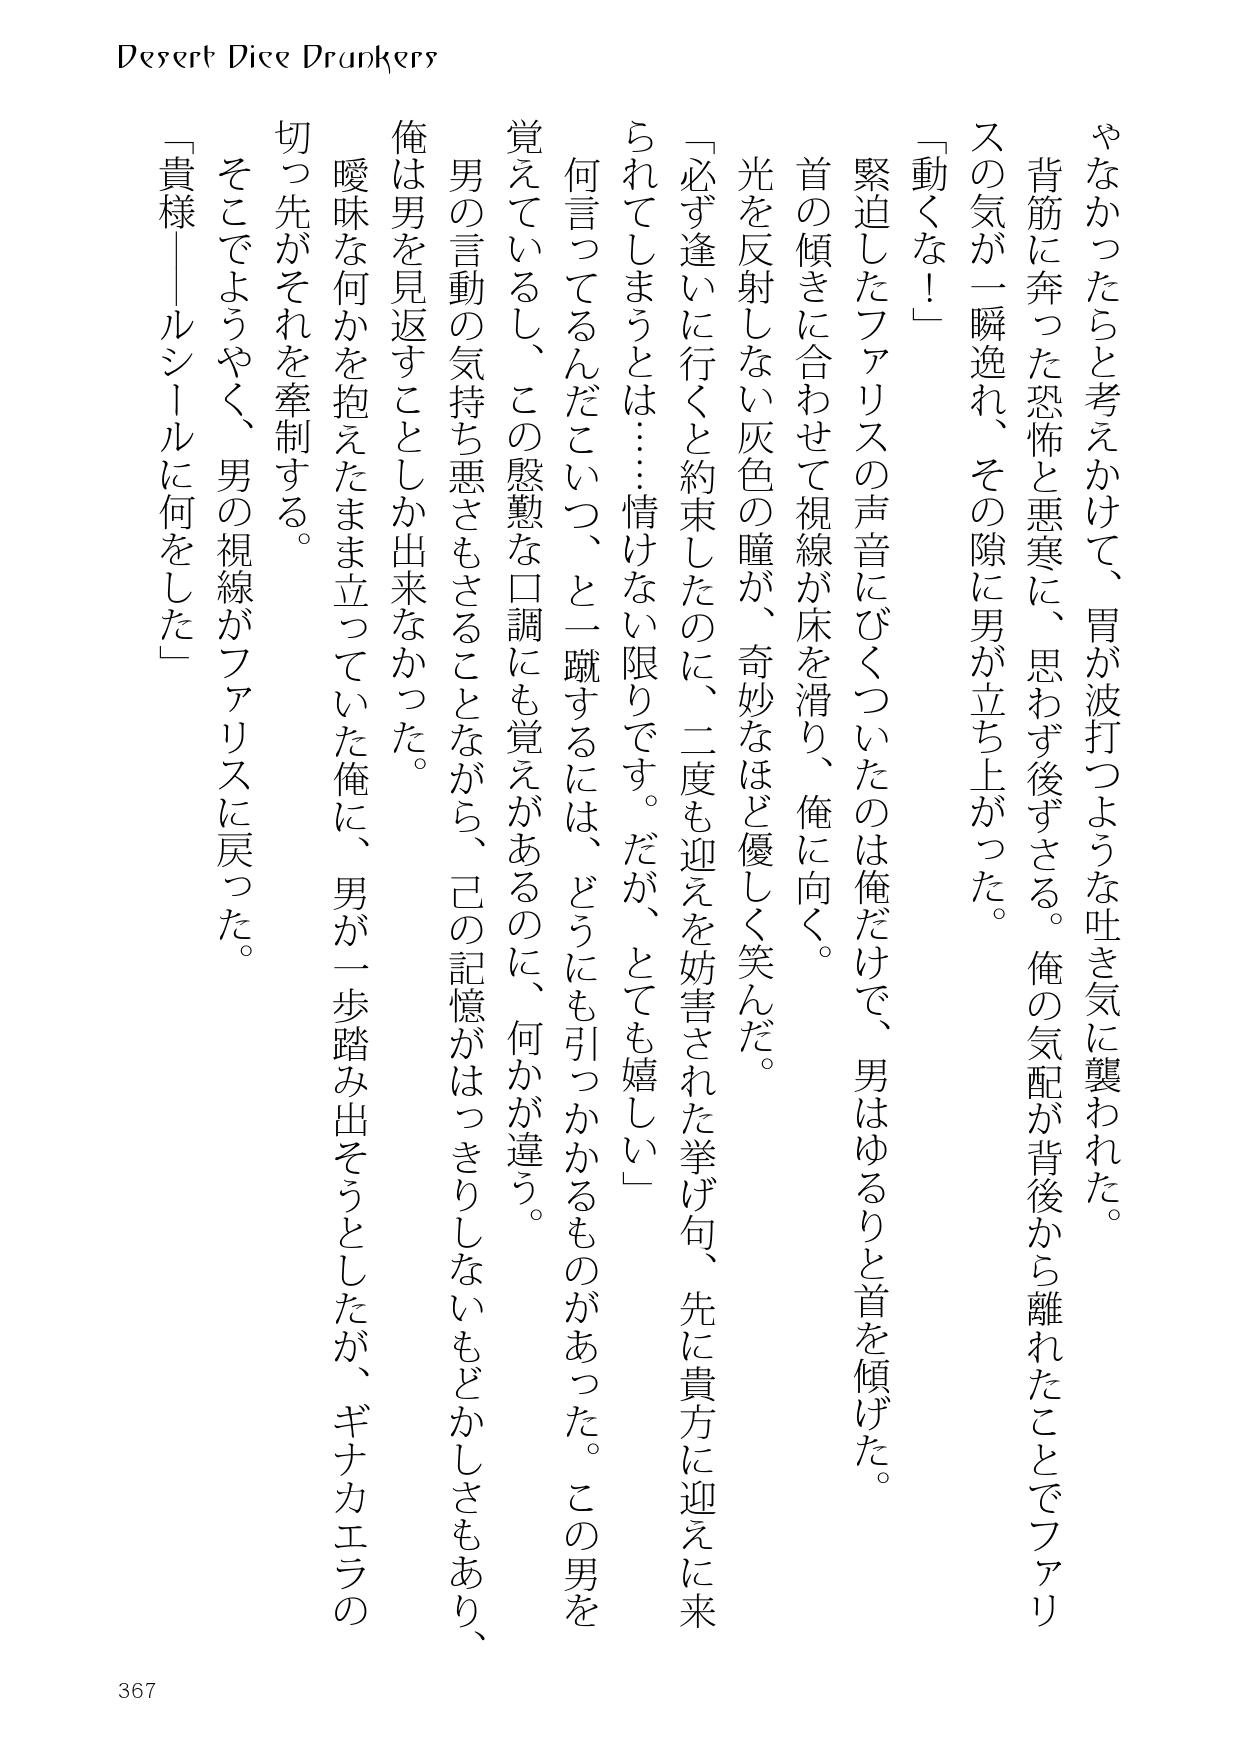 Desert Dice Drunkers
ゃなかったらと考えかけて、胃が波打つような吐き気に襲われた。
背筋に奔った恐怖と悪寒に、思わず後ずさる。俺の気配が背後から離れたことでファリ
スの気が一瞬逸れ、その隙に男が立ち上がった。
「動くな!」
緊迫したファリスの声音にびくついたのは俺だけで、男はゆるりと首を傾げた。
首の傾きに合わせて視線が床を滑り、俺に向く。
光を反射しない灰色の瞳が、奇妙なほど優しく笑んだ。
「必ず逢いに行くと約束したのに、二度も迎えを妨害された挙げ句、先に貴方に迎えに来
られてしまうとは……情けない限りです。だが、とても嬉しい」
何言ってるんだこいつ、と一蹴するには、どうにも引っかかるものがあった。この男を
覚えているし、この慇懃な口調にも覚えがあるのに、何かが違う。
男の言動の気持ち悪さもさることながら、己の記憶がはっきりしないもどかしさもあり、
俺は男を見返すことしか出来なかった。
曖昧な何かを抱えたまま立っていた俺に、男が一歩踏み出そうとしたが、ギナカエラの
切っ先がそれを牽制する。
そこでようやく、男の視線がファリスに戻った。
「貴様――ルシールに何をした」
367